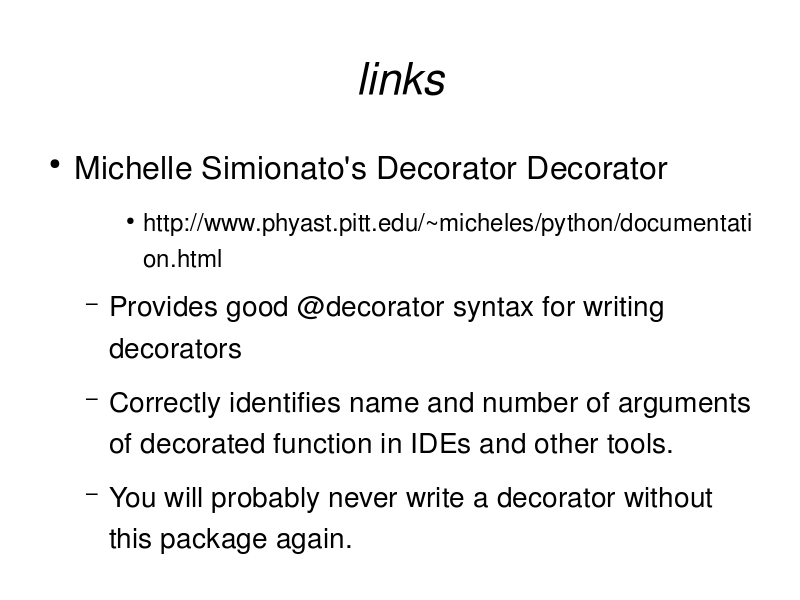 links
• Michelle Simionato's Decorator Decorator
• http://www.phyast.pitt.edu/~micheles/python/documentati
on.html
– Provides good @decorator syntax for writing
decorators
– Correctly identifies name and number of arguments
of decorated function in IDEs and other tools.
– You will probably never write a decorator without
this package again.